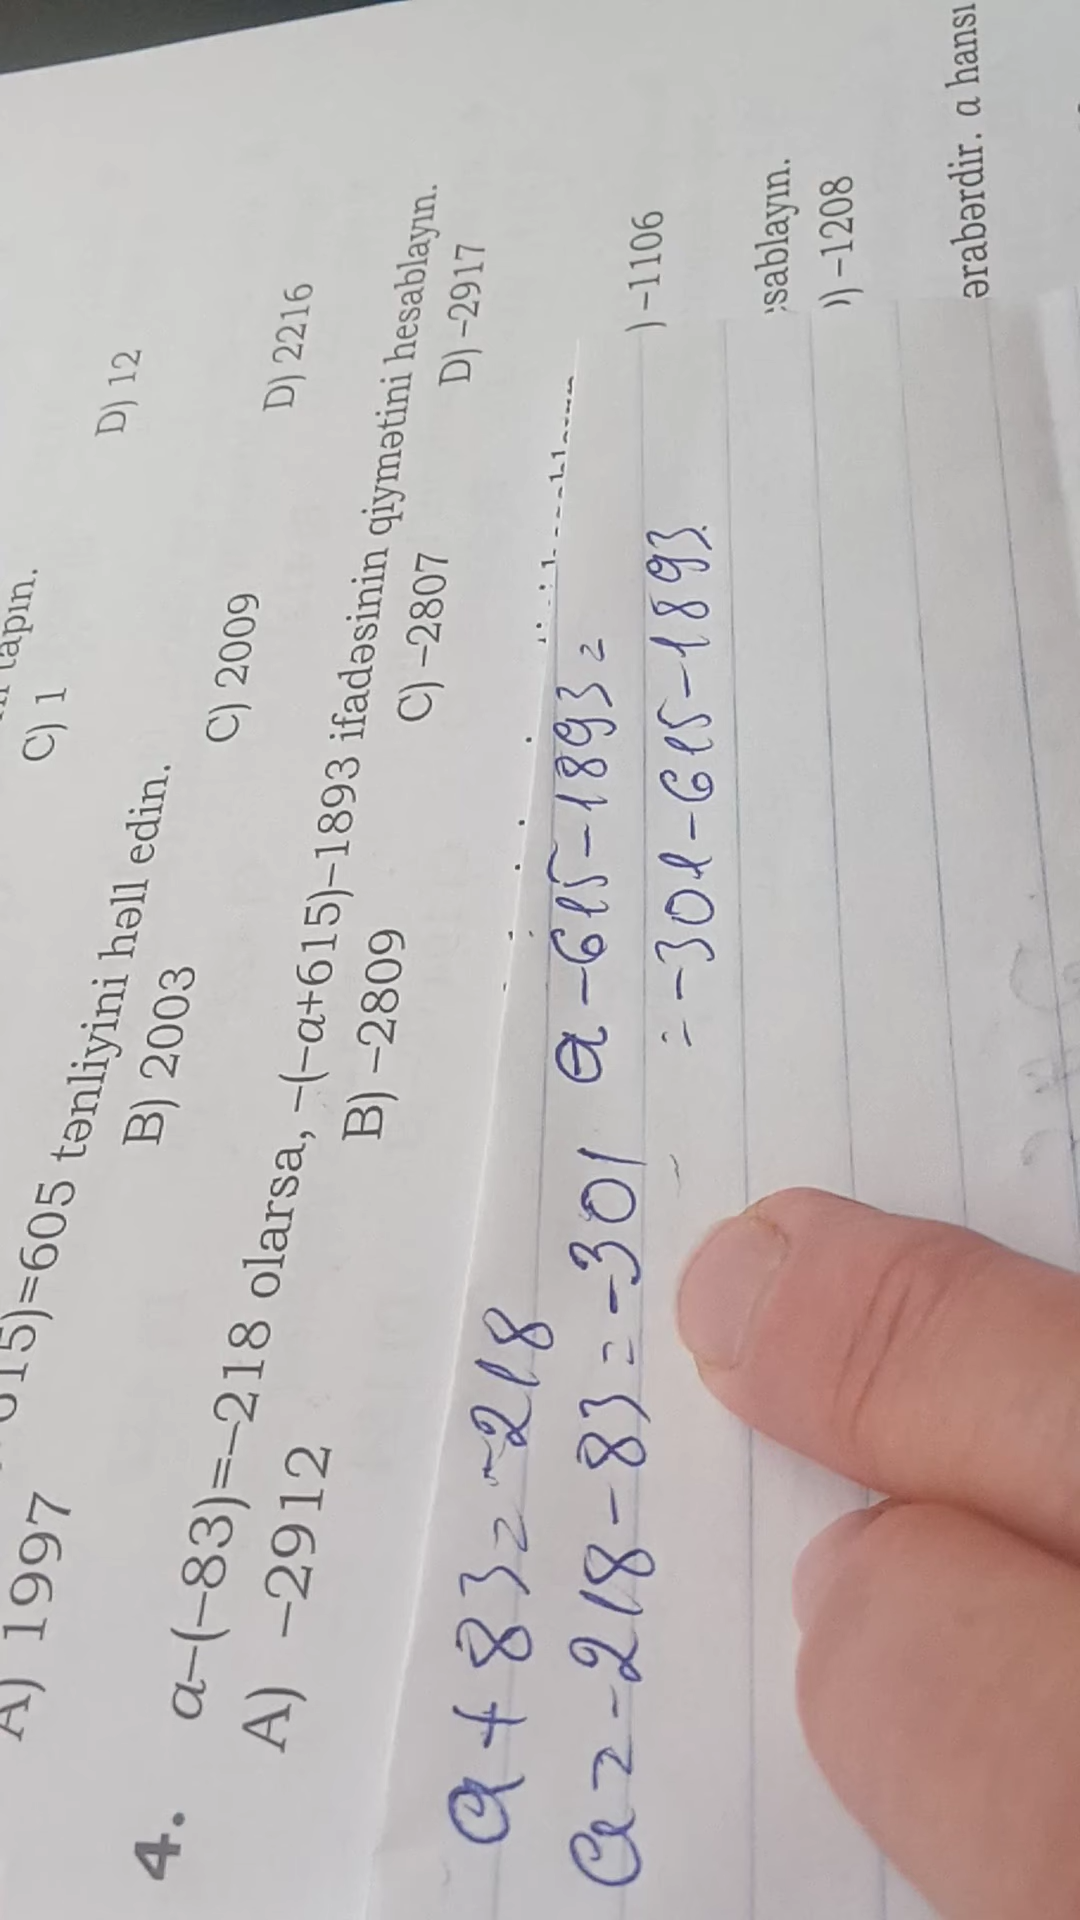 tapın.
C) 1
D) 12
15)=605 tənliyini həll edin.
A) 1997
B) 2003
C) 2009
D) 2216
4. a–(–83)=–218 olarsa, –(–a+615)–1893 ifadəsinin qiymətini hesablayın.
A) –2912
B) –2809
C) –2807
D) –2917
) –1106
sablayın.
) –1208
ərabərdir. a hansı
a + 83 = -218
a = -218 - 83 = -301
a - 615 - 1893 =
= -301 - 615 - 1893